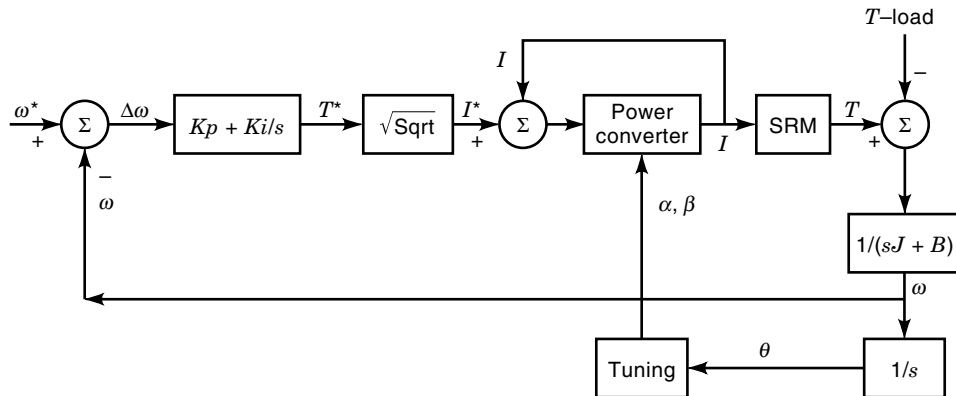 T–load
I
–
ω*
Δω
Kp + Ki/s
T*
√Sqrt
I*
Σ
Σ
Power
converter
I
SRM
T
Σ
+
+
+
–
ω
α, β
1/(sJ + B)
ω
θ
Tuning
1/s